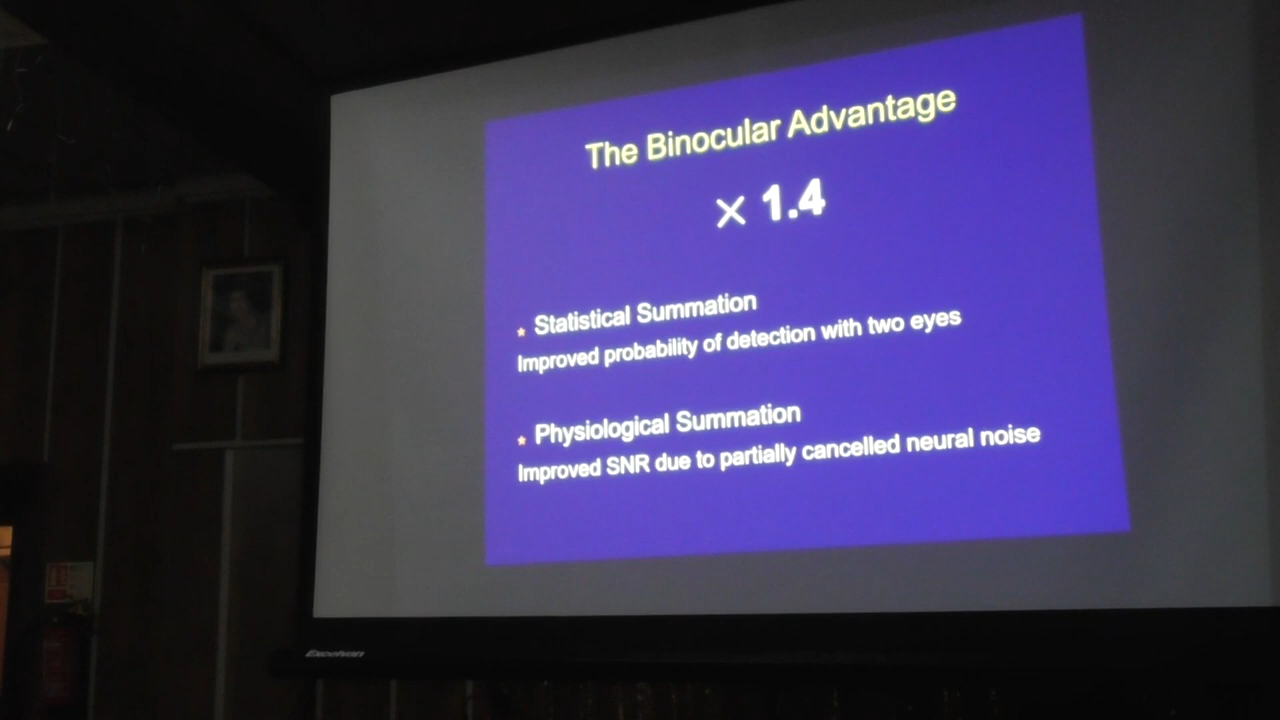 The Binocular Advantage
× 1.4
Statistical Summation
Improved probability of detection with two eyes
Physiological Summation
Improved SNR due to partially cancelled neural noise
Excelvan